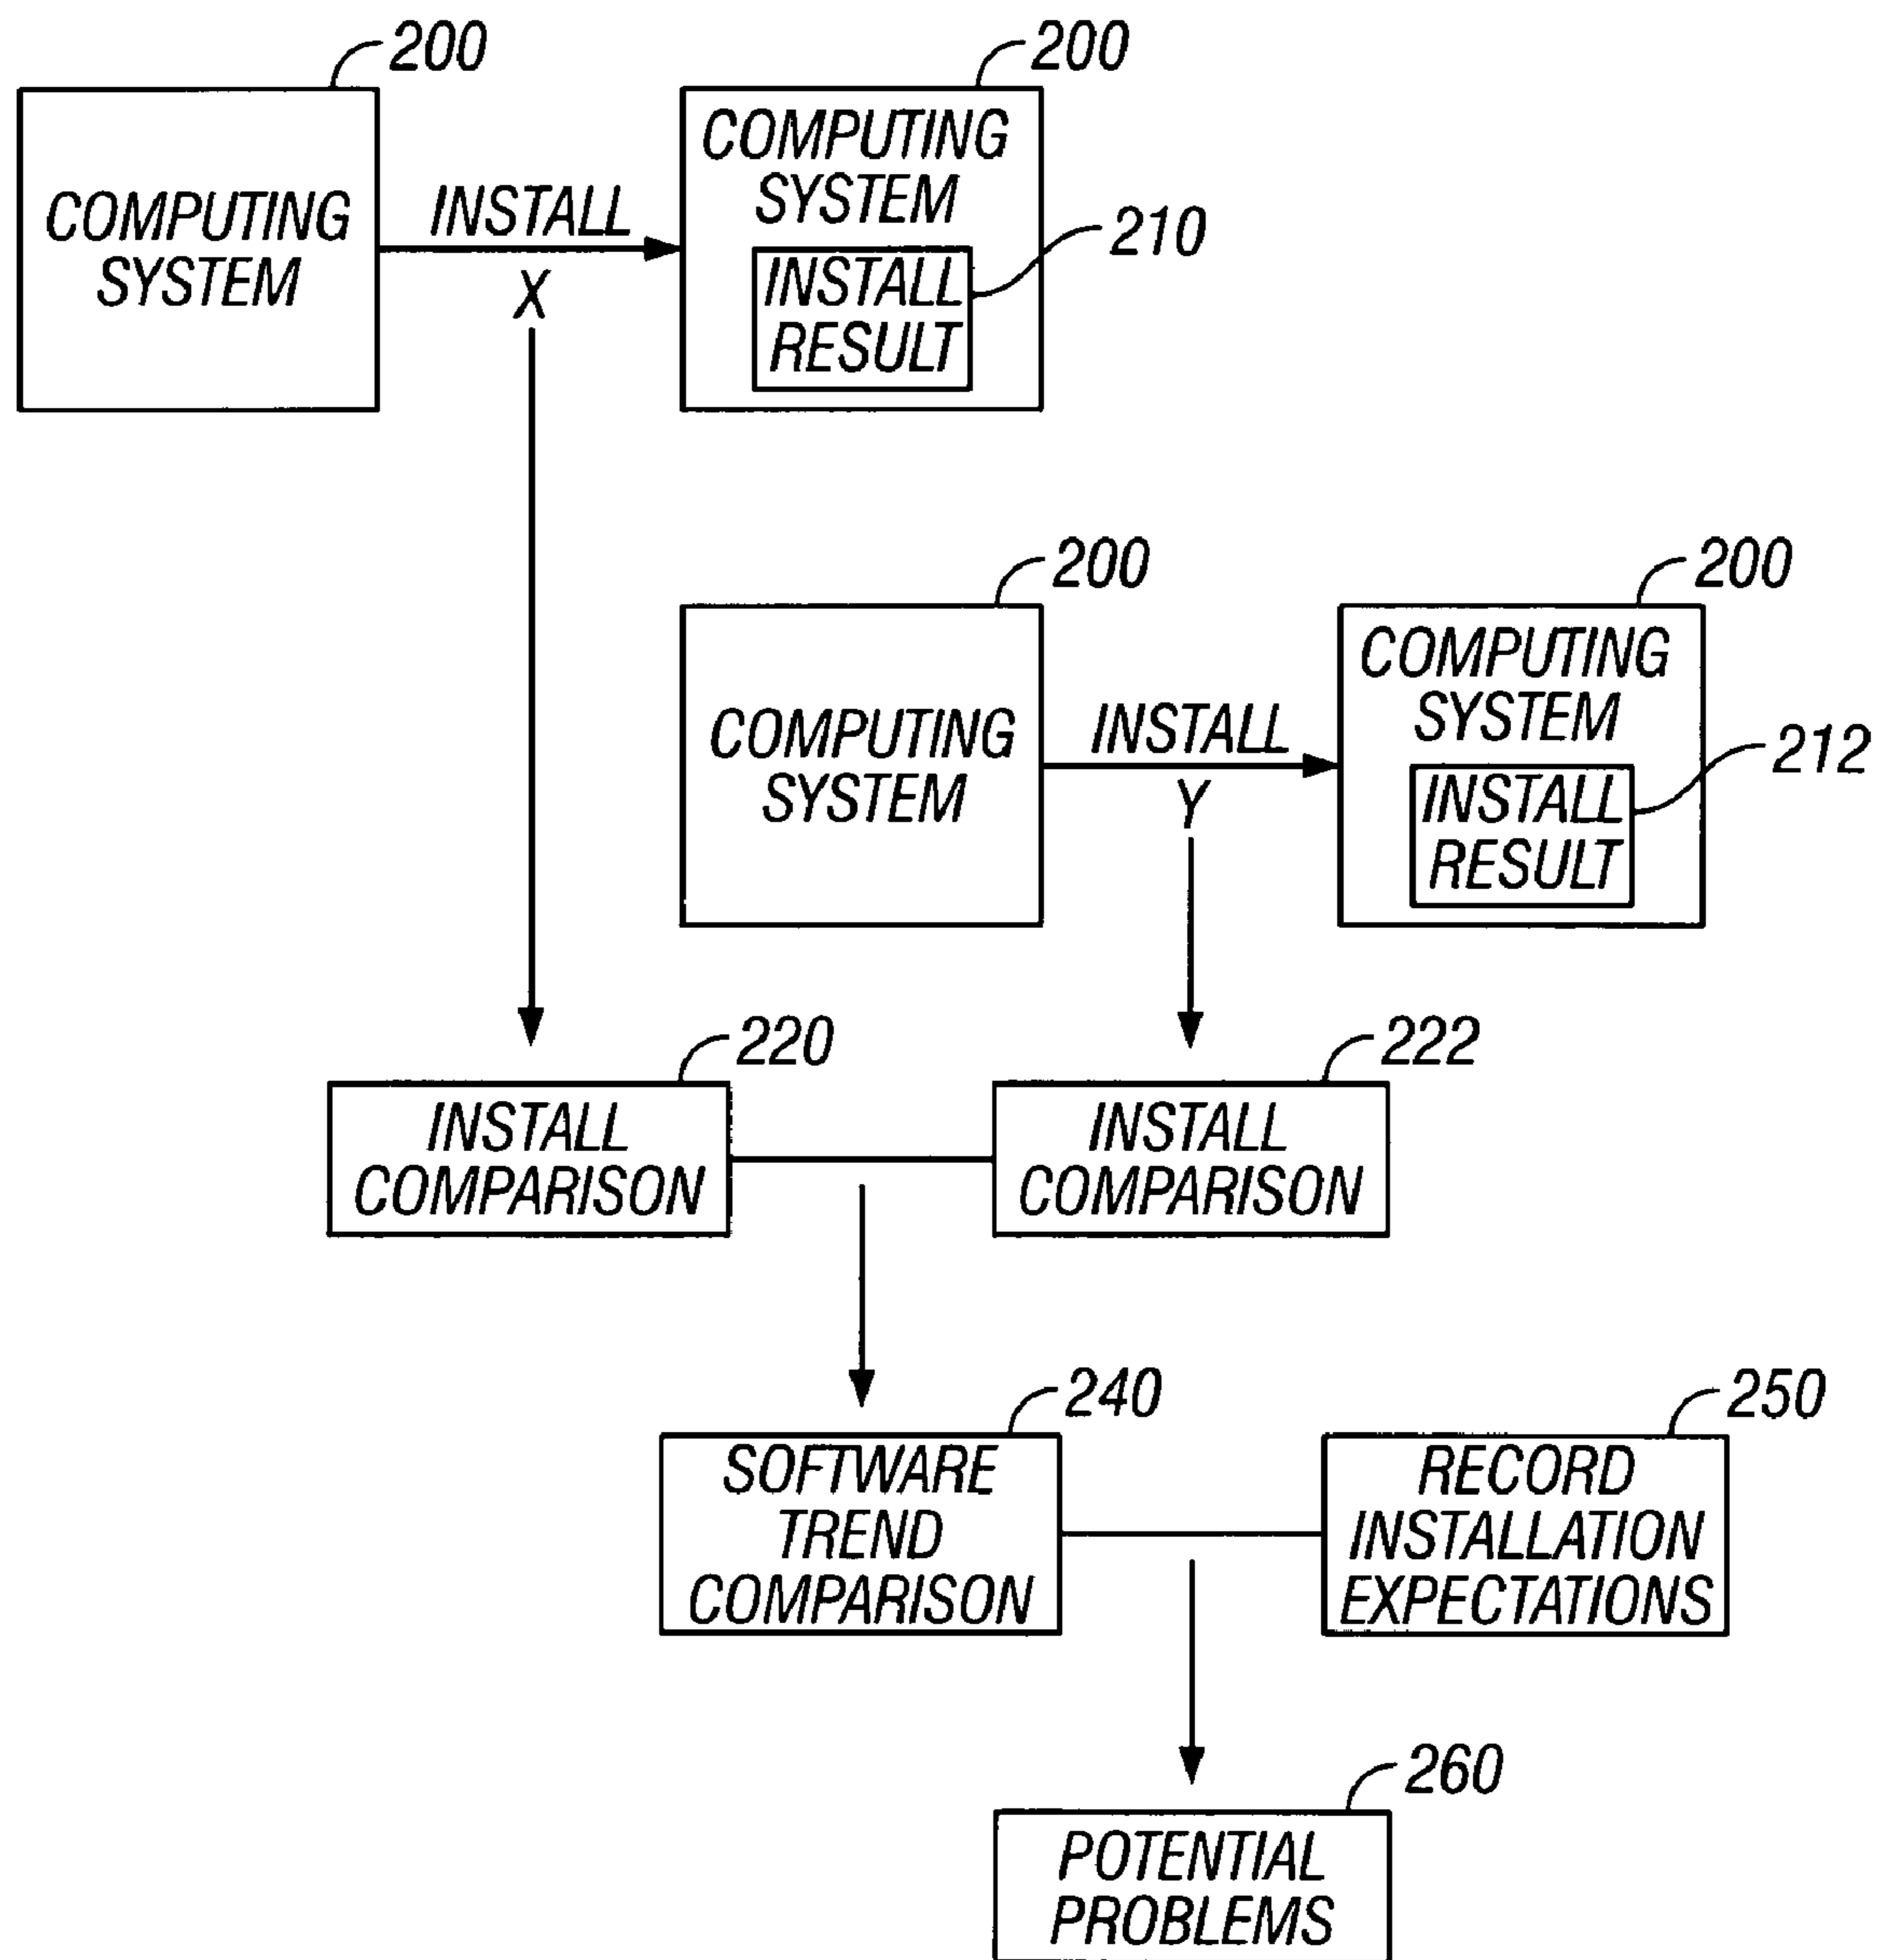 200
200
COMPUTING
SYSTEM
INSTALL
X
COMPUTING
SYSTEM
210
INSTALL
RESULT
200
200
COMPUTING
SYSTEM
INSTALL
Y
COMPUTING
SYSTEM
212
INSTALL
RESULT
220
222
INSTALL
COMPARISON
INSTALL
COMPARISON
240
250
SOFTWARE
TREND
COMPARISON
RECORD
INSTALLATION
EXPECTATIONS
260
POTENTIAL
PROBLEMS